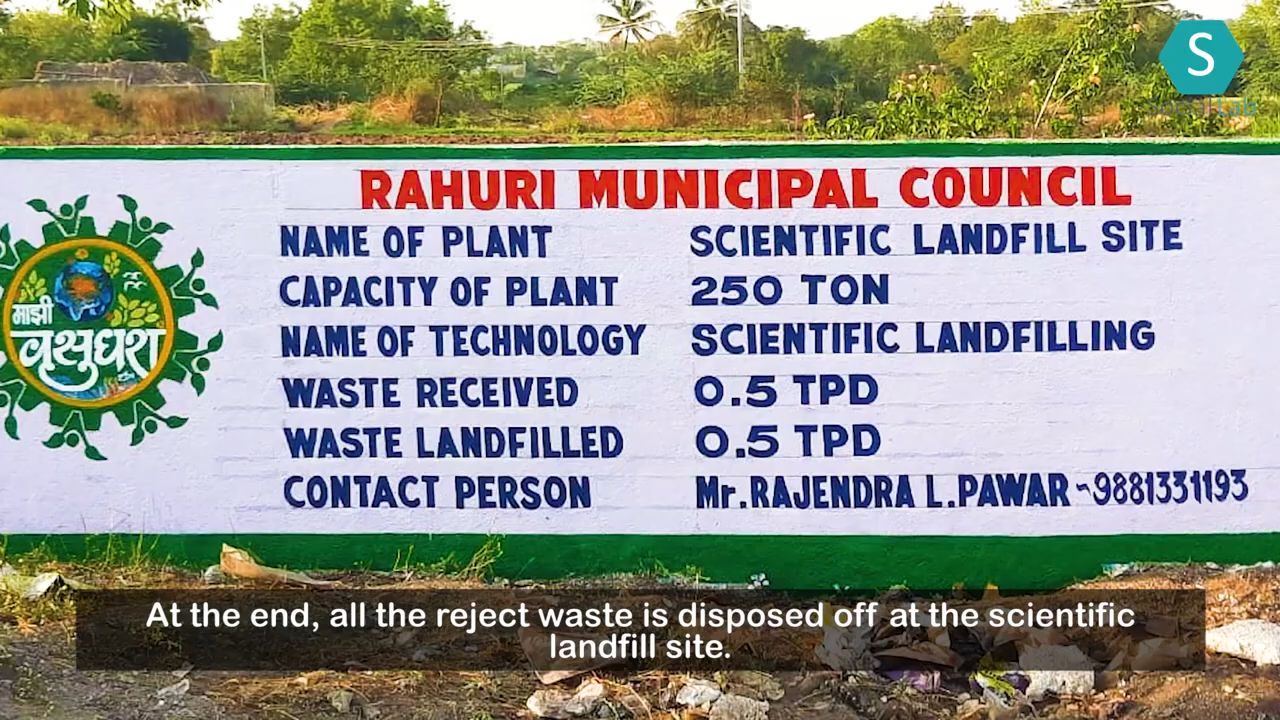 S
Lab
RAHURI MUNICIPAL COUNCIL
NAME OF PLANT SCIENTIFIC LANDFILL SITE
CAPACITY OF PLANT 250 TON
NAME OF TECHNOLOGY SCIENTIFIC LANDFILLING
WASTE RECEIVED 0.5 TPD
WASTE LANDFILLED 0.5 TPD
CONTACT PERSON Mr.RAJENDRA L.PAWAR -9881331193
माझी
वसुंधरा
At the end, all the reject waste is disposed off at the scientific
landfill site.